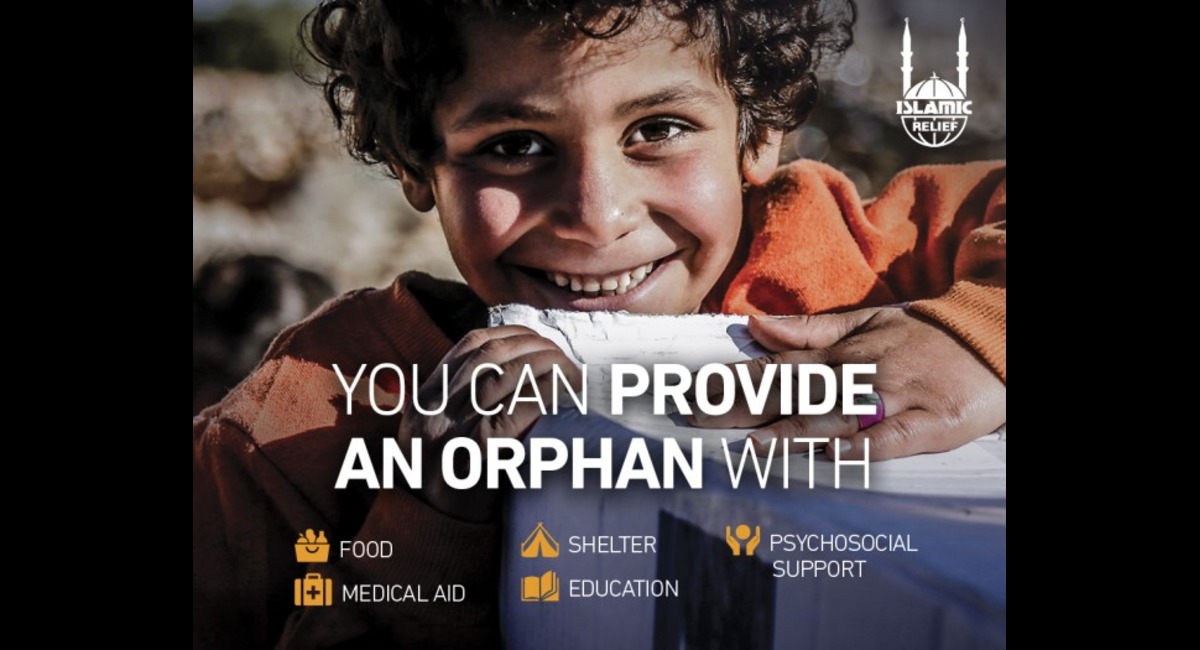 ISLAMIC
RELIEF
YOU CAN PROVIDE
AN ORPHAN WITH
FOOD
MEDICAL AID
SHELTER
EDUCATION
PSYCHOSOCIAL
SUPPORT